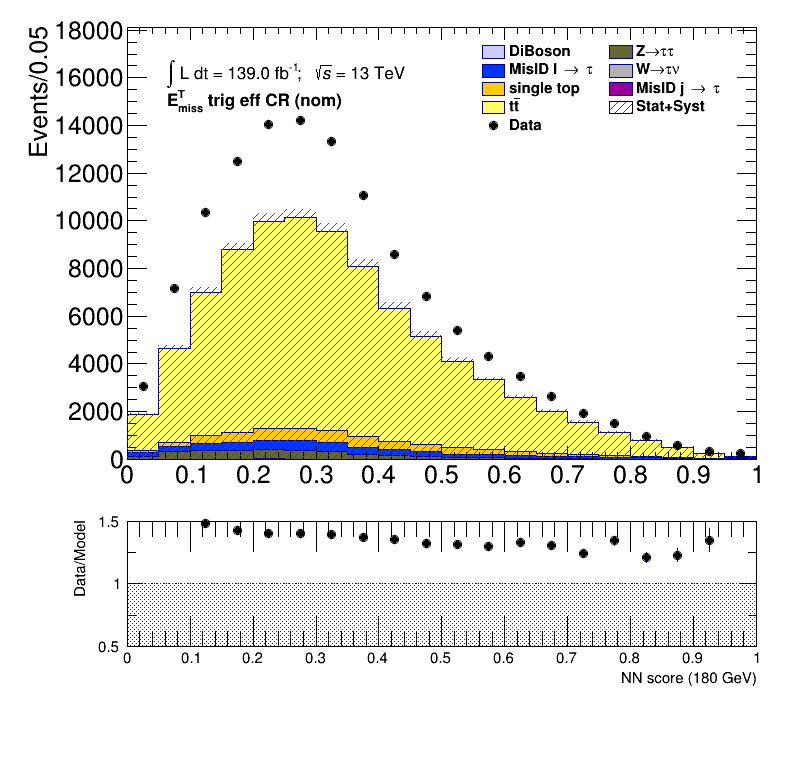 Events/0.05
18000
16000
14000
12000
10000
8000
6000
4000
2000
0
∫ L dt = 139.0 fb⁻¹; √s = 13 TeV
E^T_miss trig eff CR (nom)
DiBoson
Z→ττ
MisID l → τ
W→τν
single top
MisID j → τ
tt̄
Stat+Syst
Data
0 0.1 0.2 0.3 0.4 0.5 0.6 0.7 0.8 0.9 1
Data/Model
1.5
1
0.5
0 0.1 0.2 0.3 0.4 0.5 0.6 0.7 0.8 0.9 1
NN score (180 GeV)